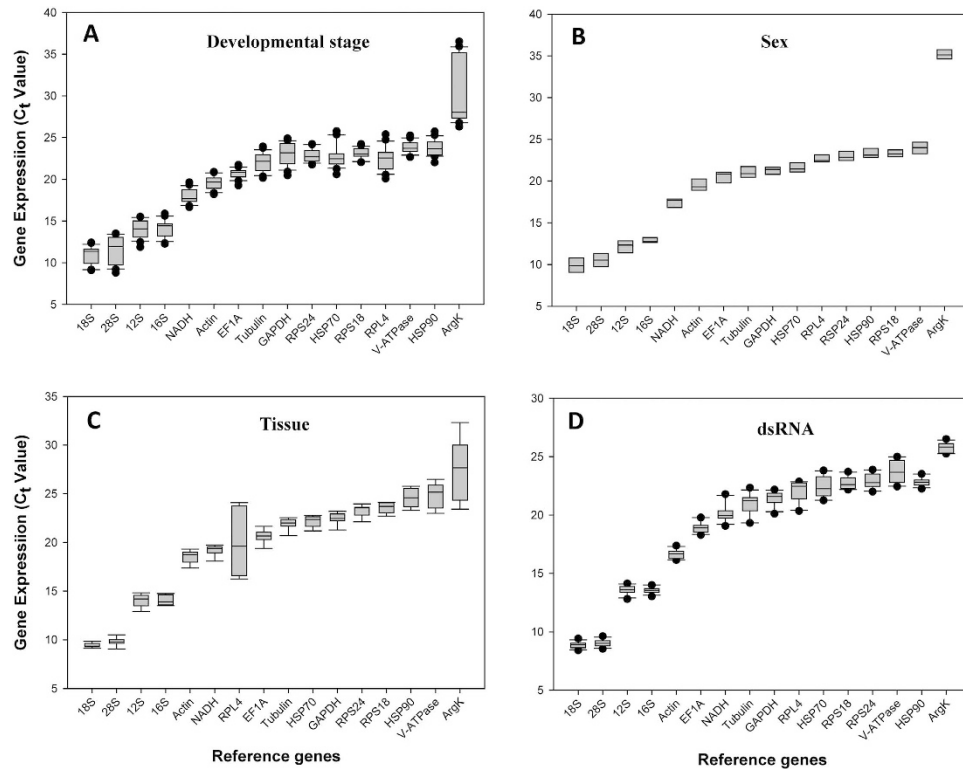 A
Developmental stage
Gene Expression (Ct Value)
40
35
30
25
20
15
10
5
18S
28S
12S
16S
NADH
Actin
EF1A
Tubulin
GAPDH
RPS24
HSP70
RPS18
RPL4
V-ATPase
HSP90
ArgK
B
Sex
40
35
30
25
20
15
10
5
18S
28S
12S
16S
NADH
Actin
EF1A
Tubulin
GAPDH
HSP70
RPL4
RSP24
HSP90
RPS18
V-ATPase
ArgK
C
Tissue
Gene Expression (Ct Value)
35
30
25
20
15
10
5
18S
28S
12S
16S
Actin
NADH
RPL4
EF1A
Tubulin
HSP70
GAPDH
RPS24
RPS18
HSP90
V-ATPase
ArgK
Reference genes
D
dsRNA
30
25
20
15
10
5
18S
28S
12S
16S
Actin
EF1A
NADH
Tubulin
GAPDH
RPL4
HSP70
RPS18
RPS24
V-ATPase
HSP90
ArgK
Reference genes